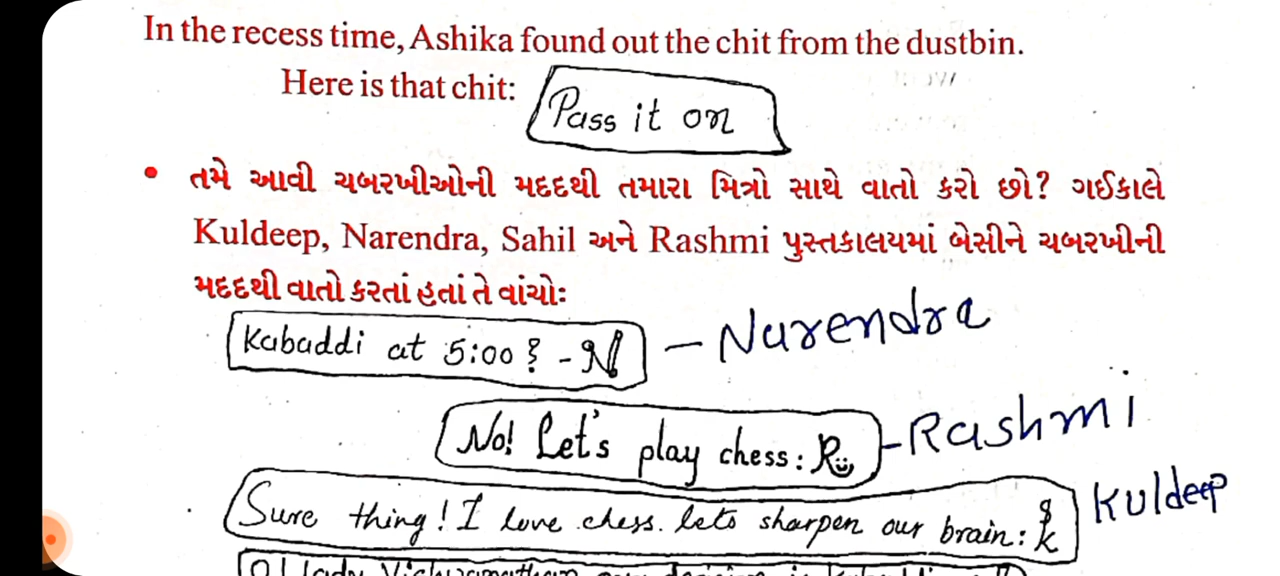 In the recess time, Ashika found out the chit from the dustbin.
Here is that chit: Pass it on
• તમે આવી ચબરખીઓની મદદથી તમારા મિત્રો સાથે વાતો કરો છો? ગઈકાલે
Kuldeep, Narendra, Sahil અને Rashmi પુસ્તકાલયમાં બેસીને ચબરખીની
મદદથી વાતો કરતાં હતાં તે વાંચોઃ
Kabaddi at 5:00? - N - Narendra
No! Let's play chess: R - Rashmi
Sure thing! I love chess. lets sharpen our brain: k Kuldeep